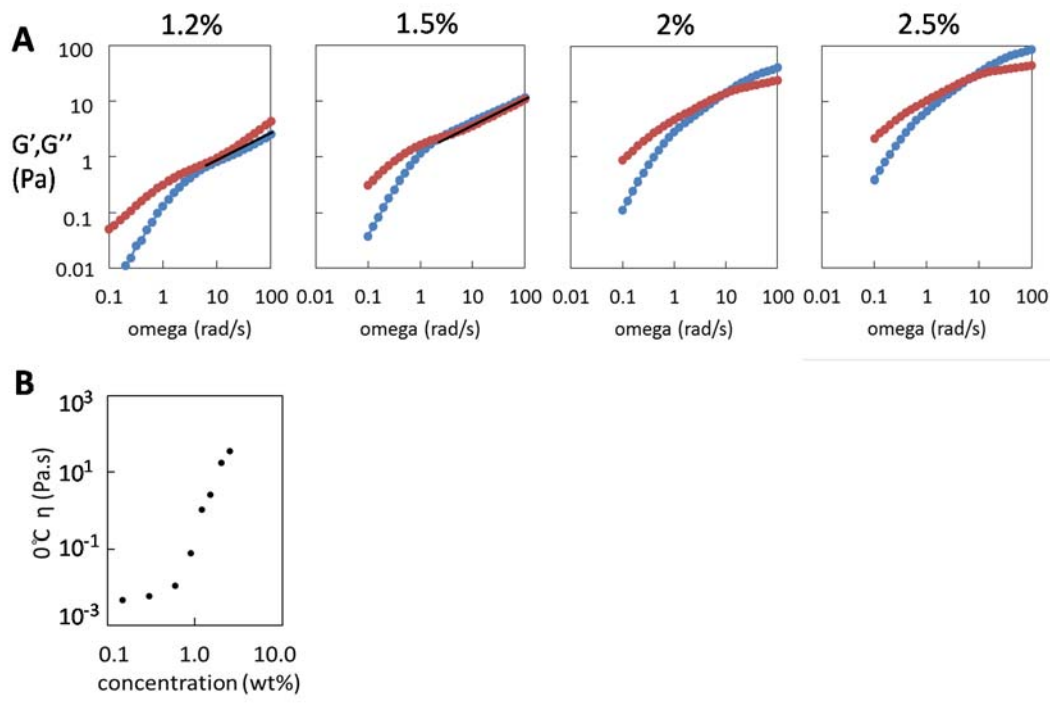 A
1.2%
1.5%
2%
2.5%
100
10
1
0.1
0.01
G’,G’’
(Pa)
0.1 1 10 100
0.01 0.1 1 10 100
0.01 0.1 1 10 100
0.01 0.1 1 10 100
omega (rad/s)
omega (rad/s)
omega (rad/s)
omega (rad/s)
B
10³
10¹
10⁻¹
10⁻³
0℃ η (Pa.s)
0.1 1.0 10.0
concentration (wt%)